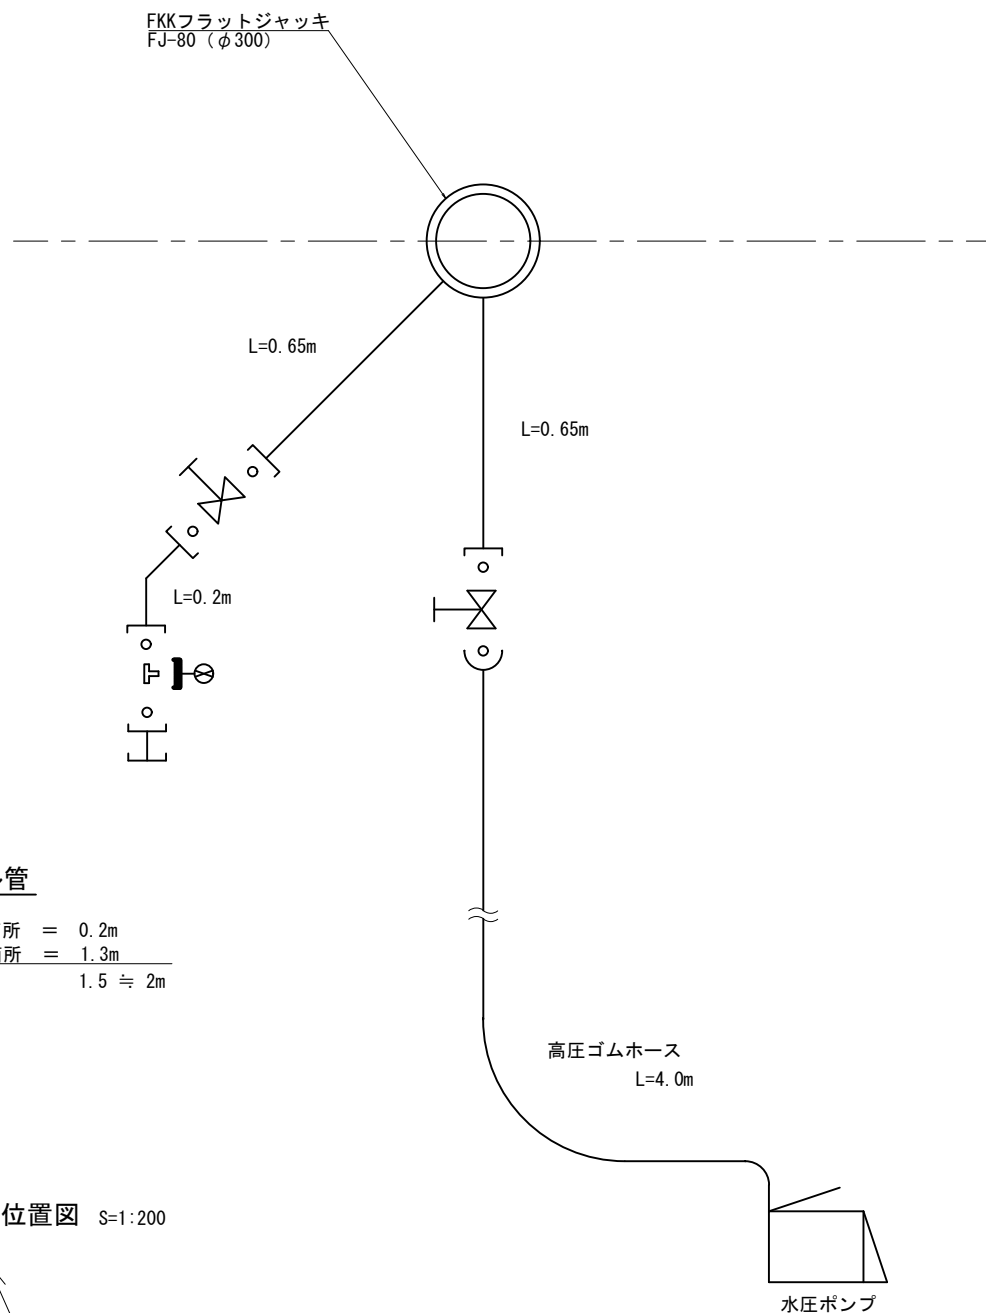 FKKフラットジャッキ
FJ-80（φ300）
L=0.65m
L=0.65m
L=0.2m
管
所 = 0.2m
所 = 1.3m
1.5 ≒ 2m
高圧ゴムホース
L=4.0m
位置図 S=1:200
水圧ポンプ